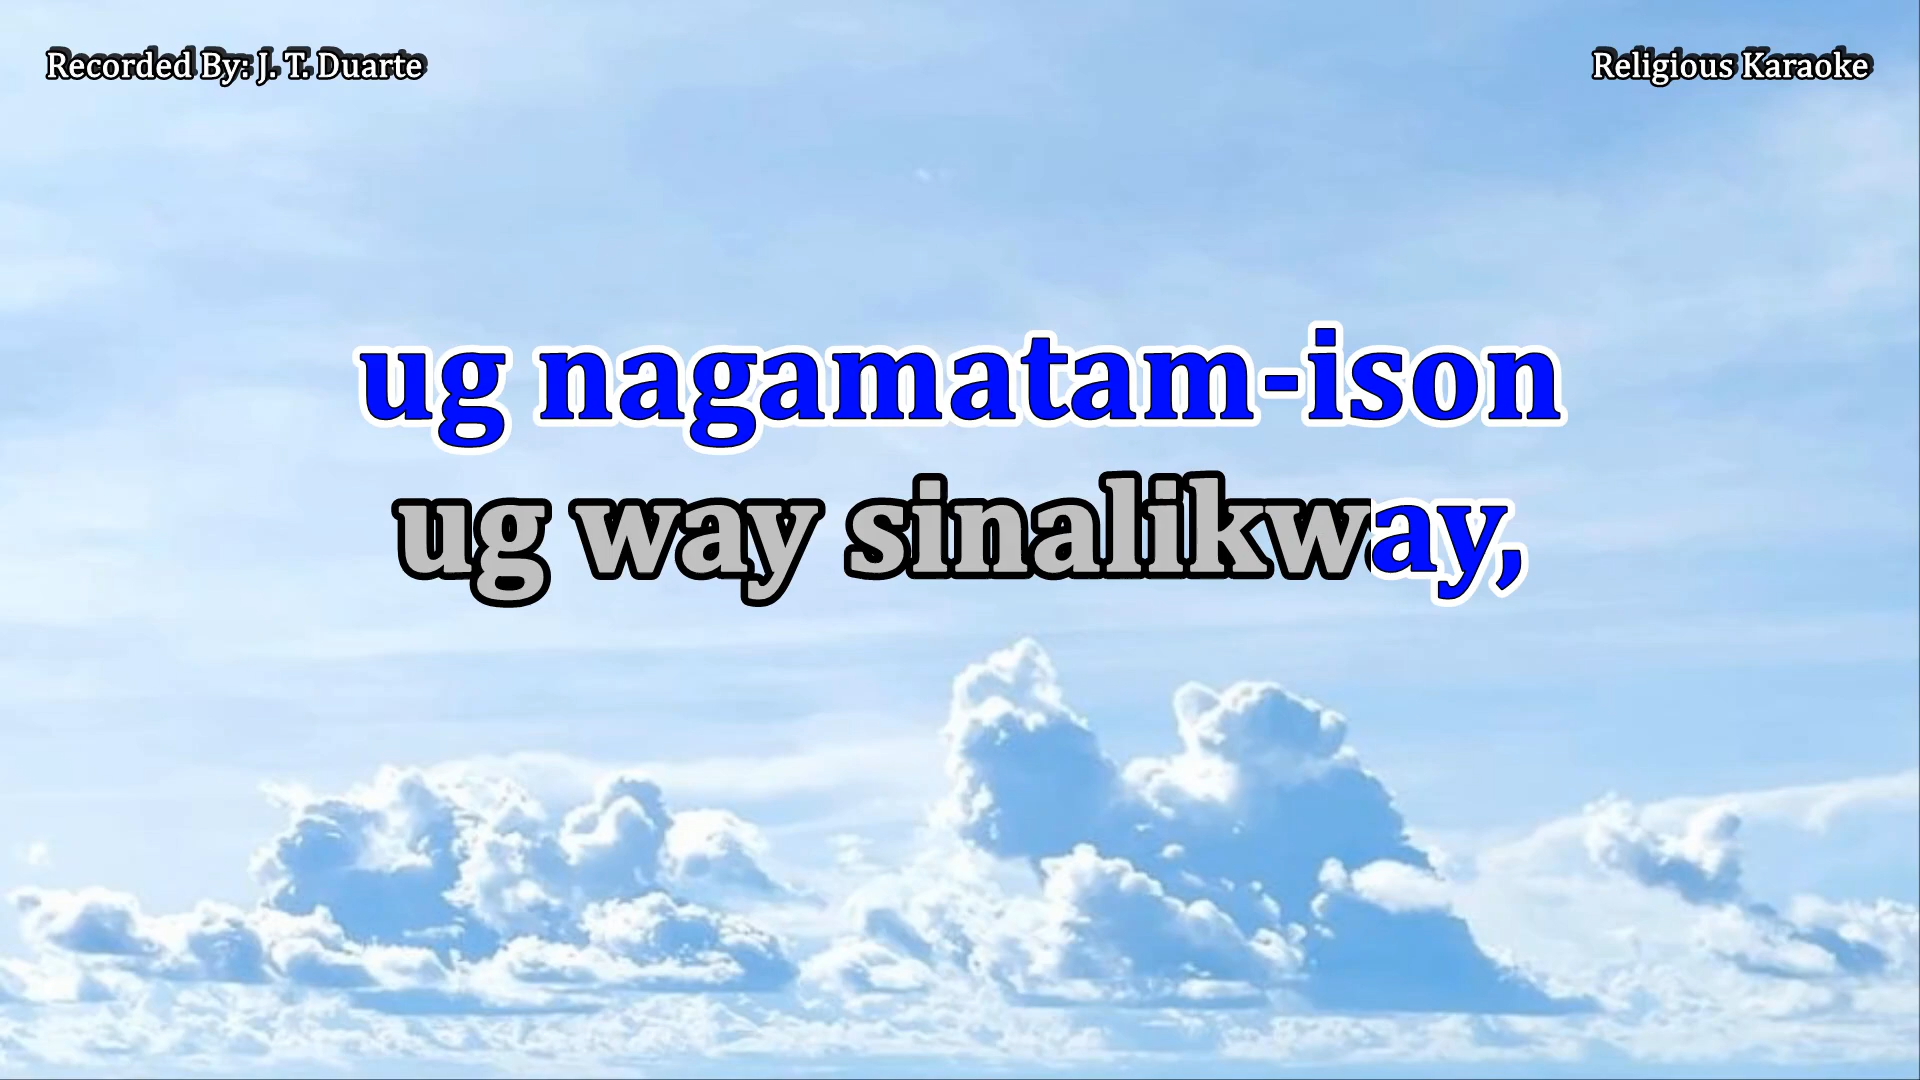 Recorded By: J. T. Duarte
Religious Karaoke
ug nagamatam-ison
ug way sinalikway,